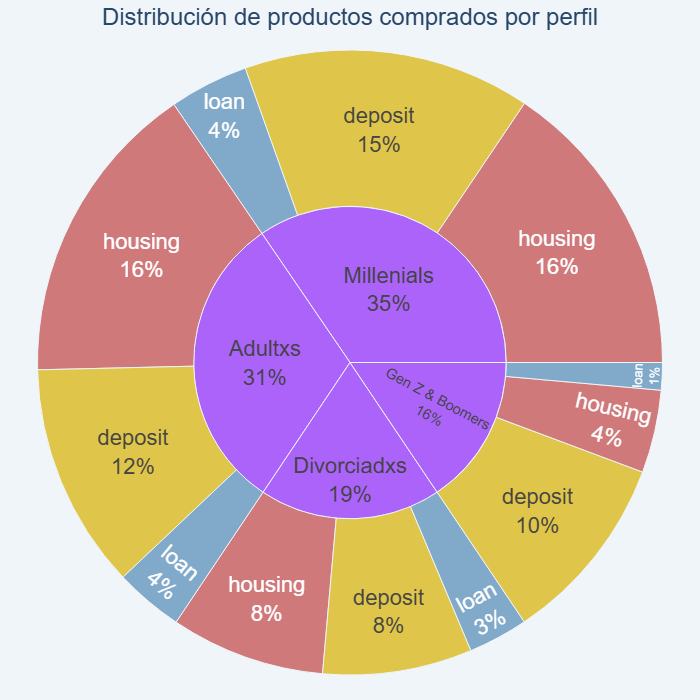 Distribución de productos comprados por perfil
loan
4%
deposit
15%
housing
16%
housing
16%
Millenials
35%
Adultxs
31%
Gen Z & Boomers
16%
loan
1%
housing
4%
deposit
12%
Divorciadxs
19%
deposit
10%
loan
4%
housing
8%
deposit
8%
loan
3%